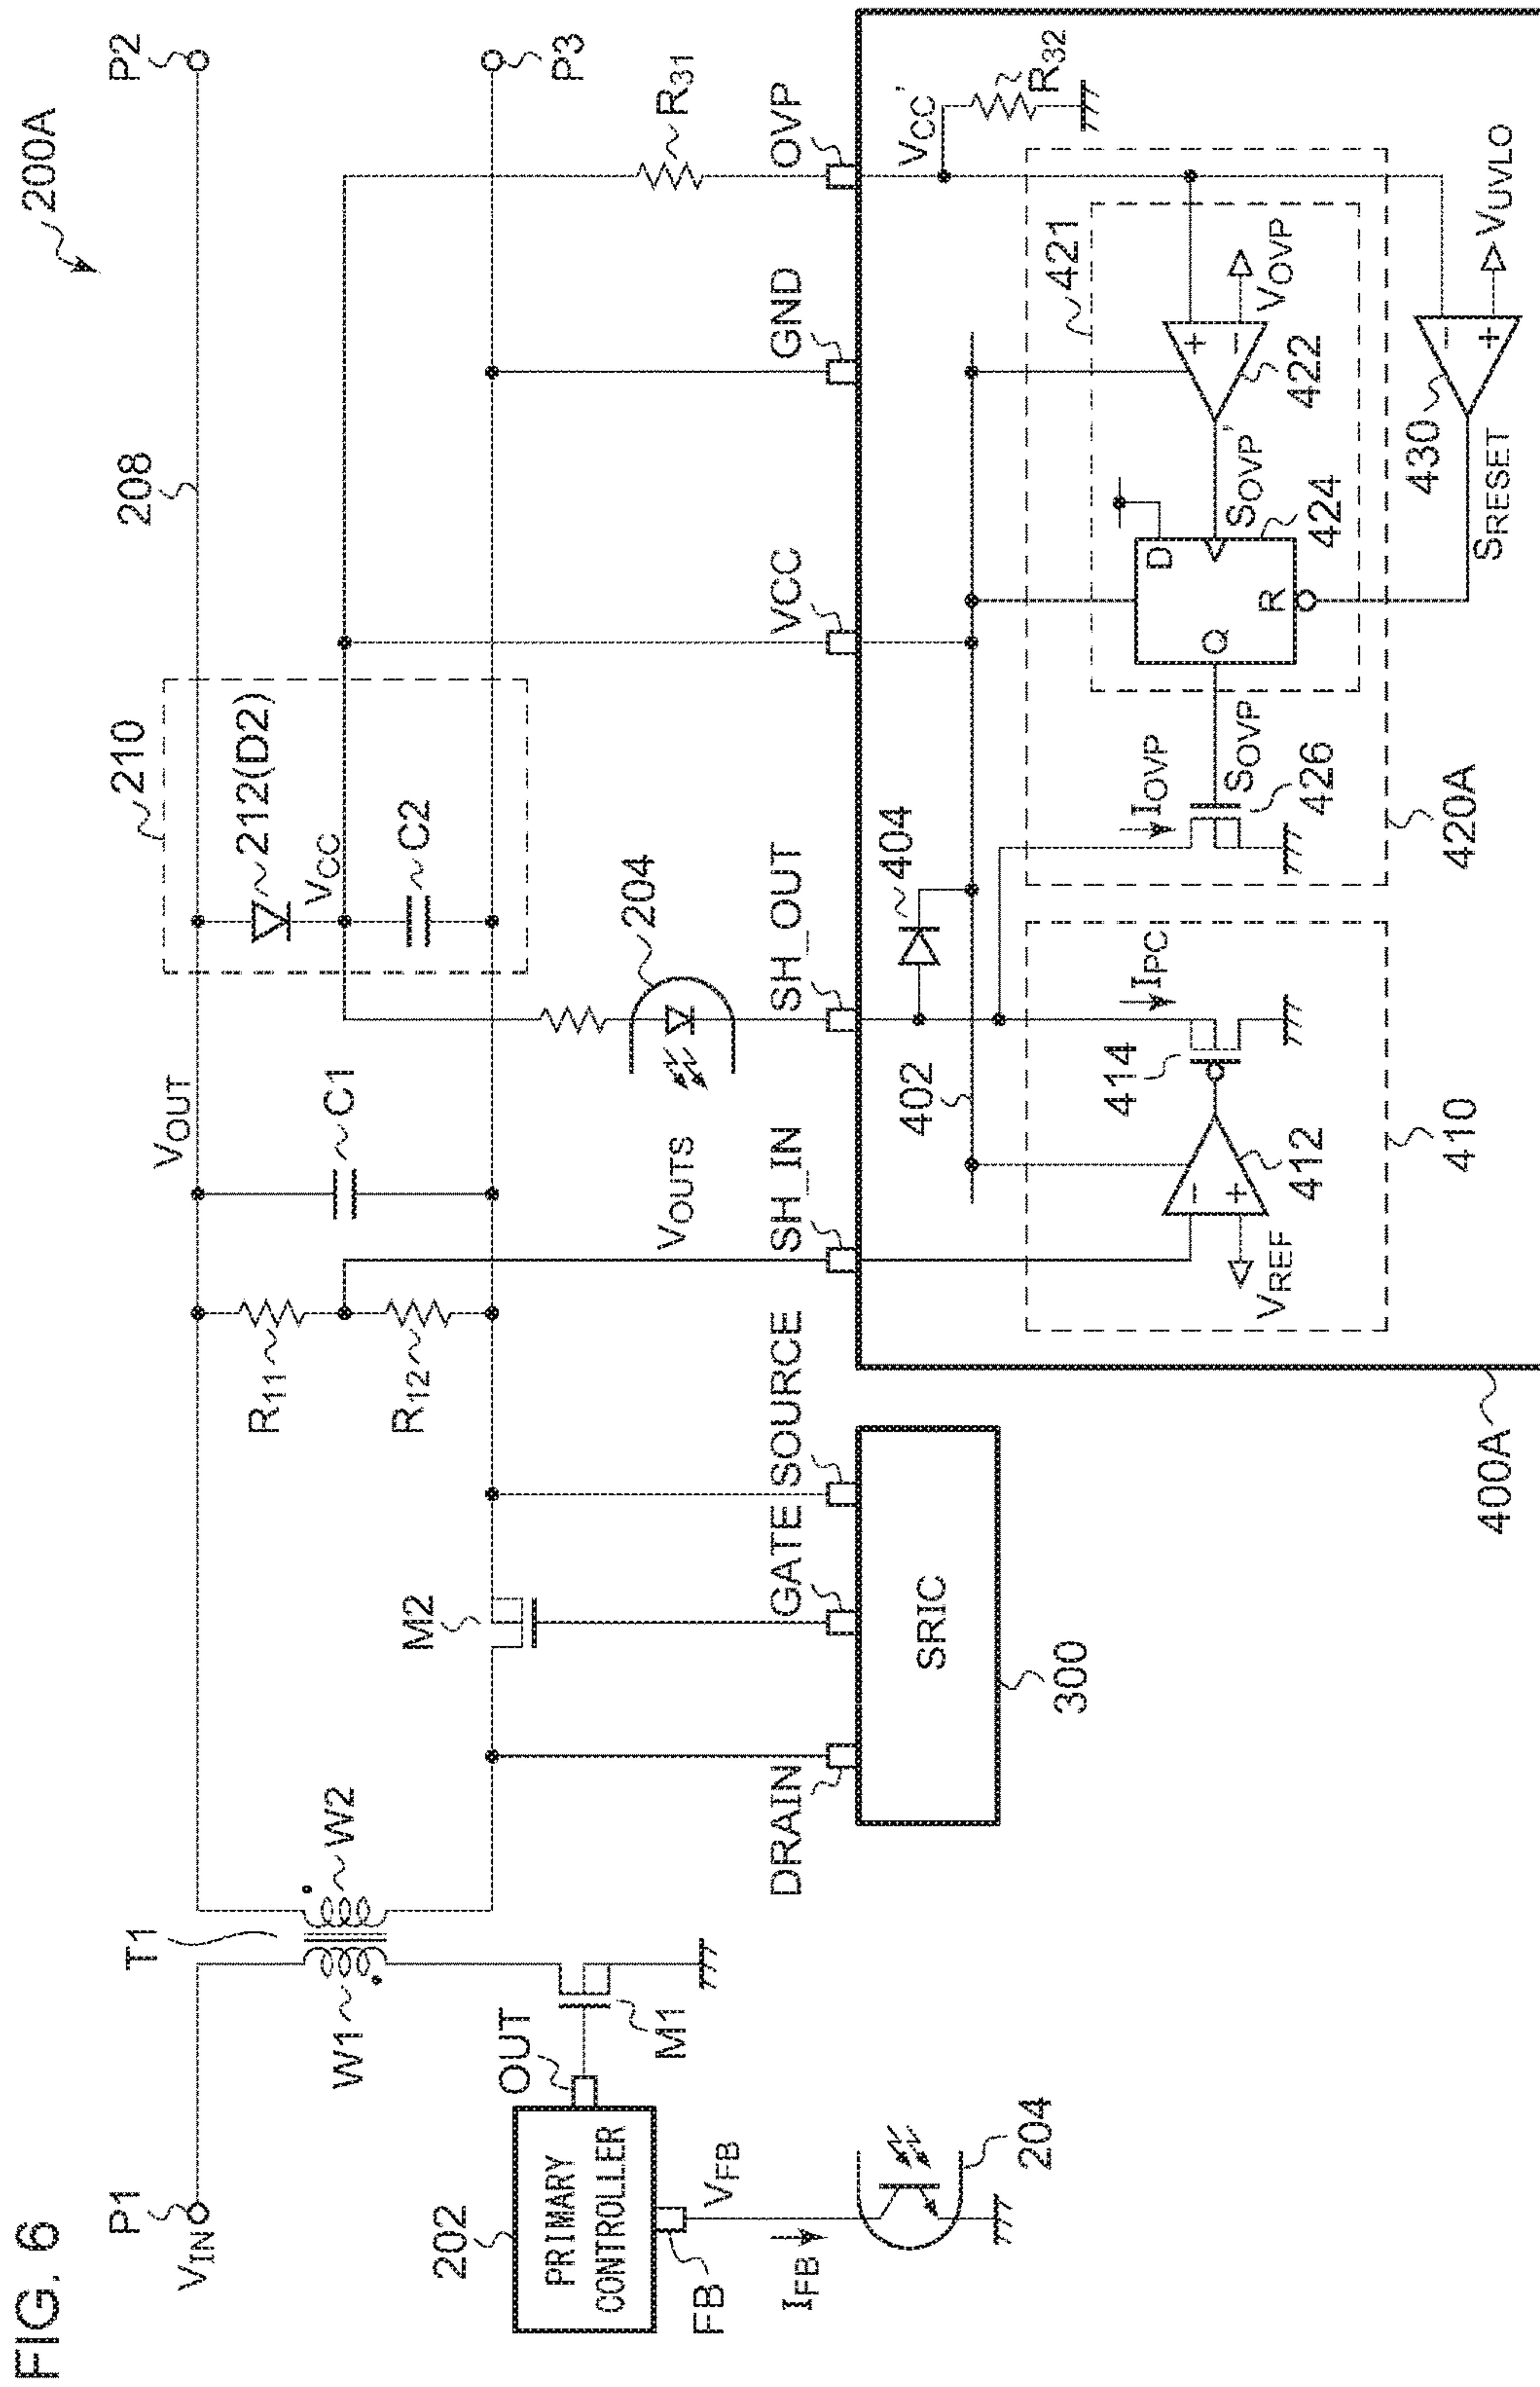 FIG. 6
200A
P1
VIN
T1
W1
W2
VOUT
208
P2
R11
R12
C1
210
212(D2)
VCC
C2
P3
M2
M1
OUT
202
PRIMARY
CONTROLLER
FB
VFB
IFB
204
204
VOUTS
R31
DRAIN
GATE
SOURCE
SH_IN
SH_OUT
VCC
GND
OVP
SRIC
300
402
404
VCC'
R32
414
IPC
IOVP
421
412
VREF
SOVP
426
Q
D
R
SOVP'
424
422
VOVP
410
420A
430
SRESET
VUVLO
400A